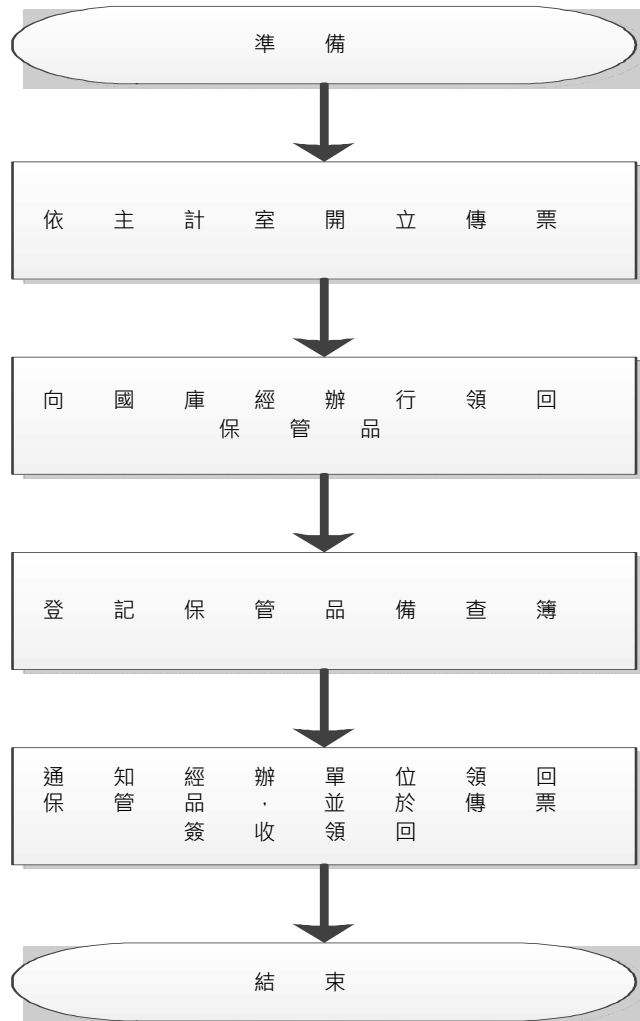 準備
依主計室開立傳票
向國庫經辦行領回
保管品
登記保管品備查簿
通知經辦單位領回
保管品，並於傳票
簽收領回
結束